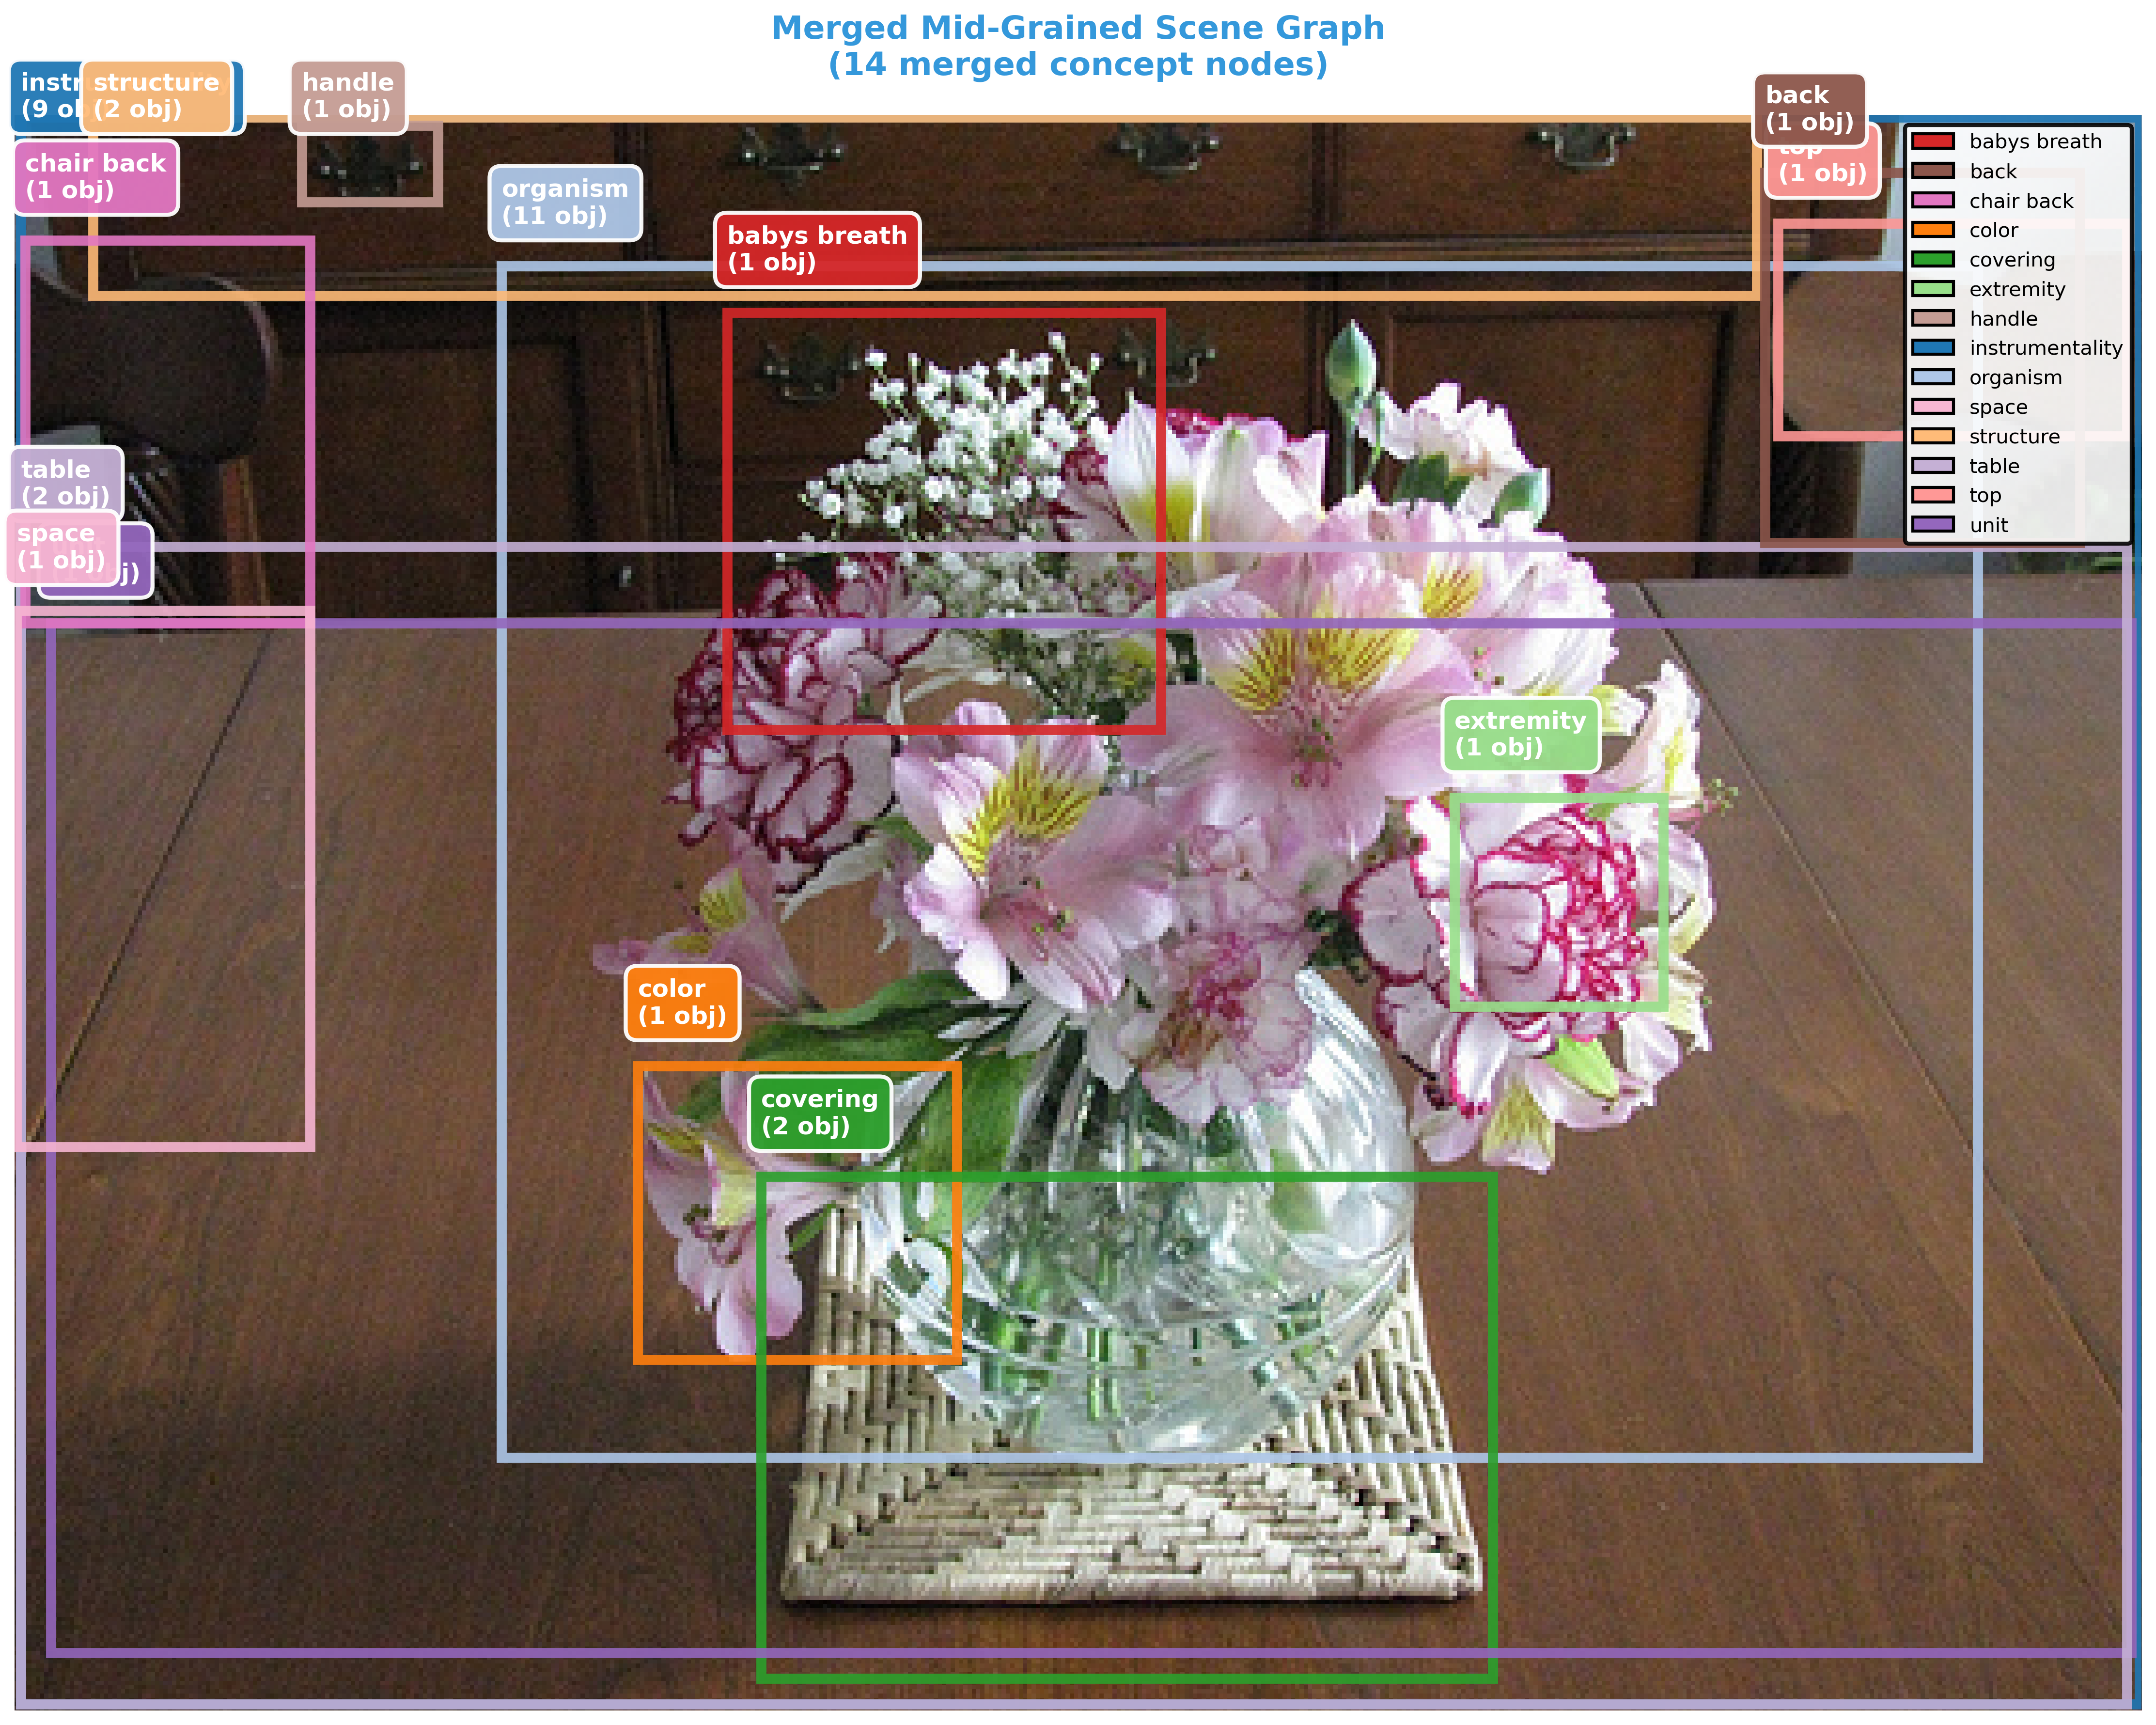 Merged Mid-Grained Scene Graph
(14 merged concept nodes)
structure
(2 obj)
handle
(1 obj)
back
(1 obj)
top
(1 obj)
chair back
(1 obj)
organism
(11 obj)
babys breath
(1 obj)
table
(2 obj)
space
(1 obj)
extremity
(1 obj)
color
(1 obj)
covering
(2 obj)
babys breath
back
chair back
color
covering
extremity
handle
instrumentality
organism
space
structure
table
top
unit